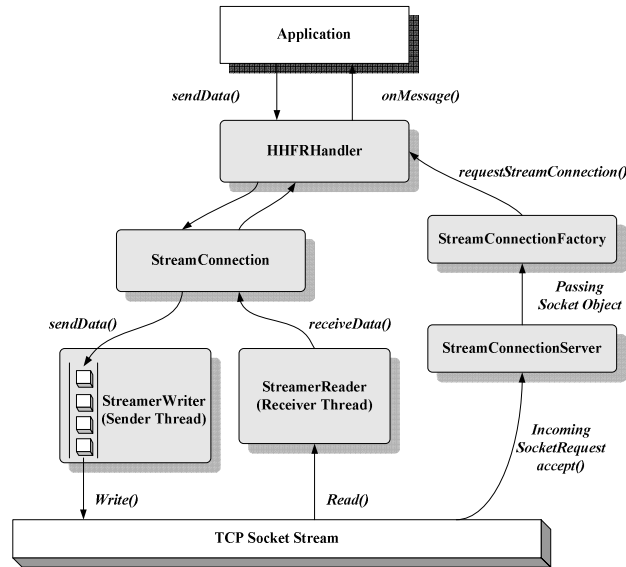 Application
sendData()
onMessage()
HHFRHandler
requestStreamConnection()
StreamConnectionFactory
StreamConnection
Passing
Socket Object
sendData()
receiveData()
StreamConnectionServer
StreamerWriter
(Sender Thread)
StreamerReader
(Receiver Thread)
Incoming
SocketRequest
accept()
Write()
Read()
TCP Socket Stream